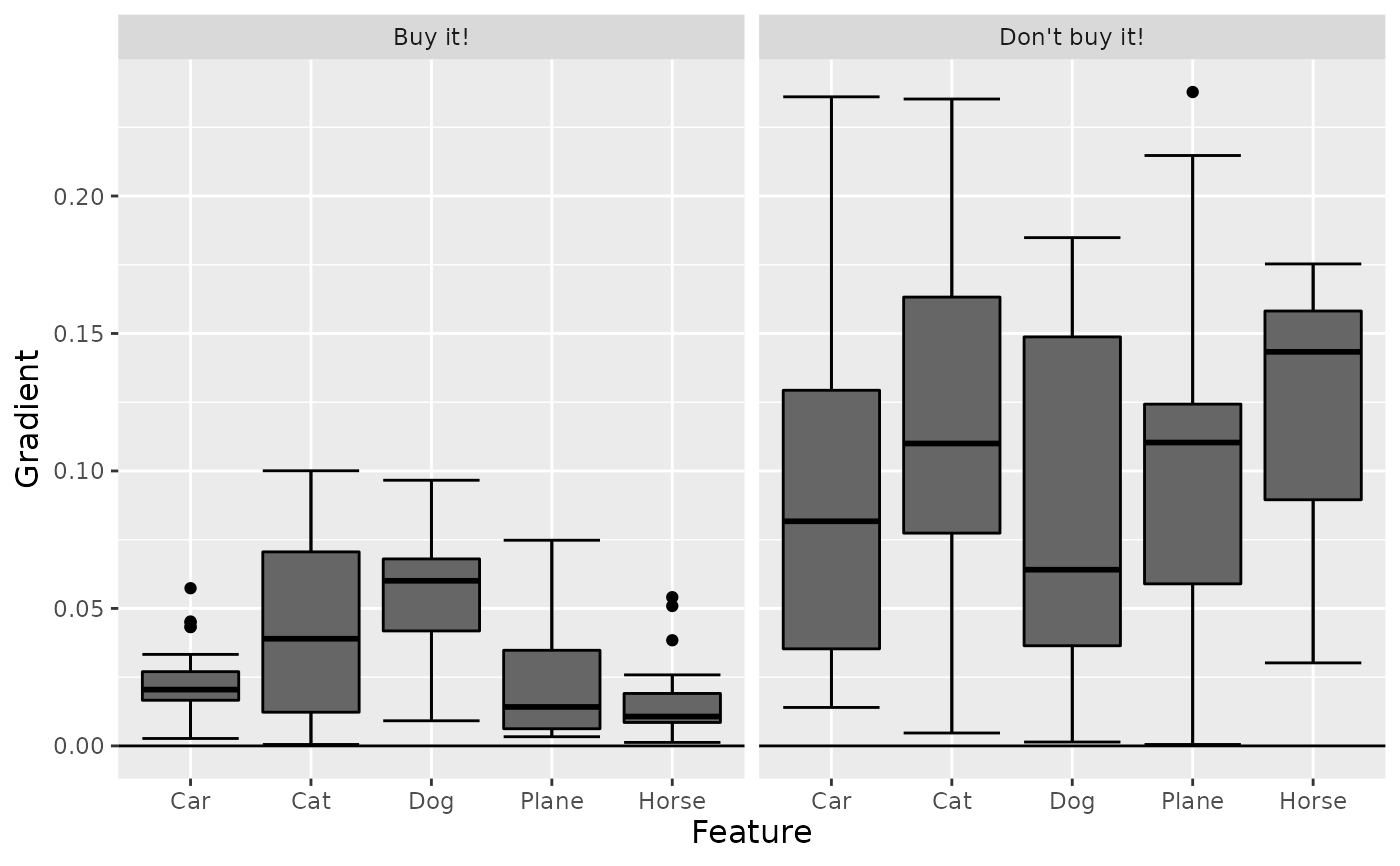 Buy it!
Don't buy it!
Gradient
0.20
0.15
0.10
0.05
0.00
Car Cat Dog Plane Horse
Car Cat Dog Plane Horse
Feature